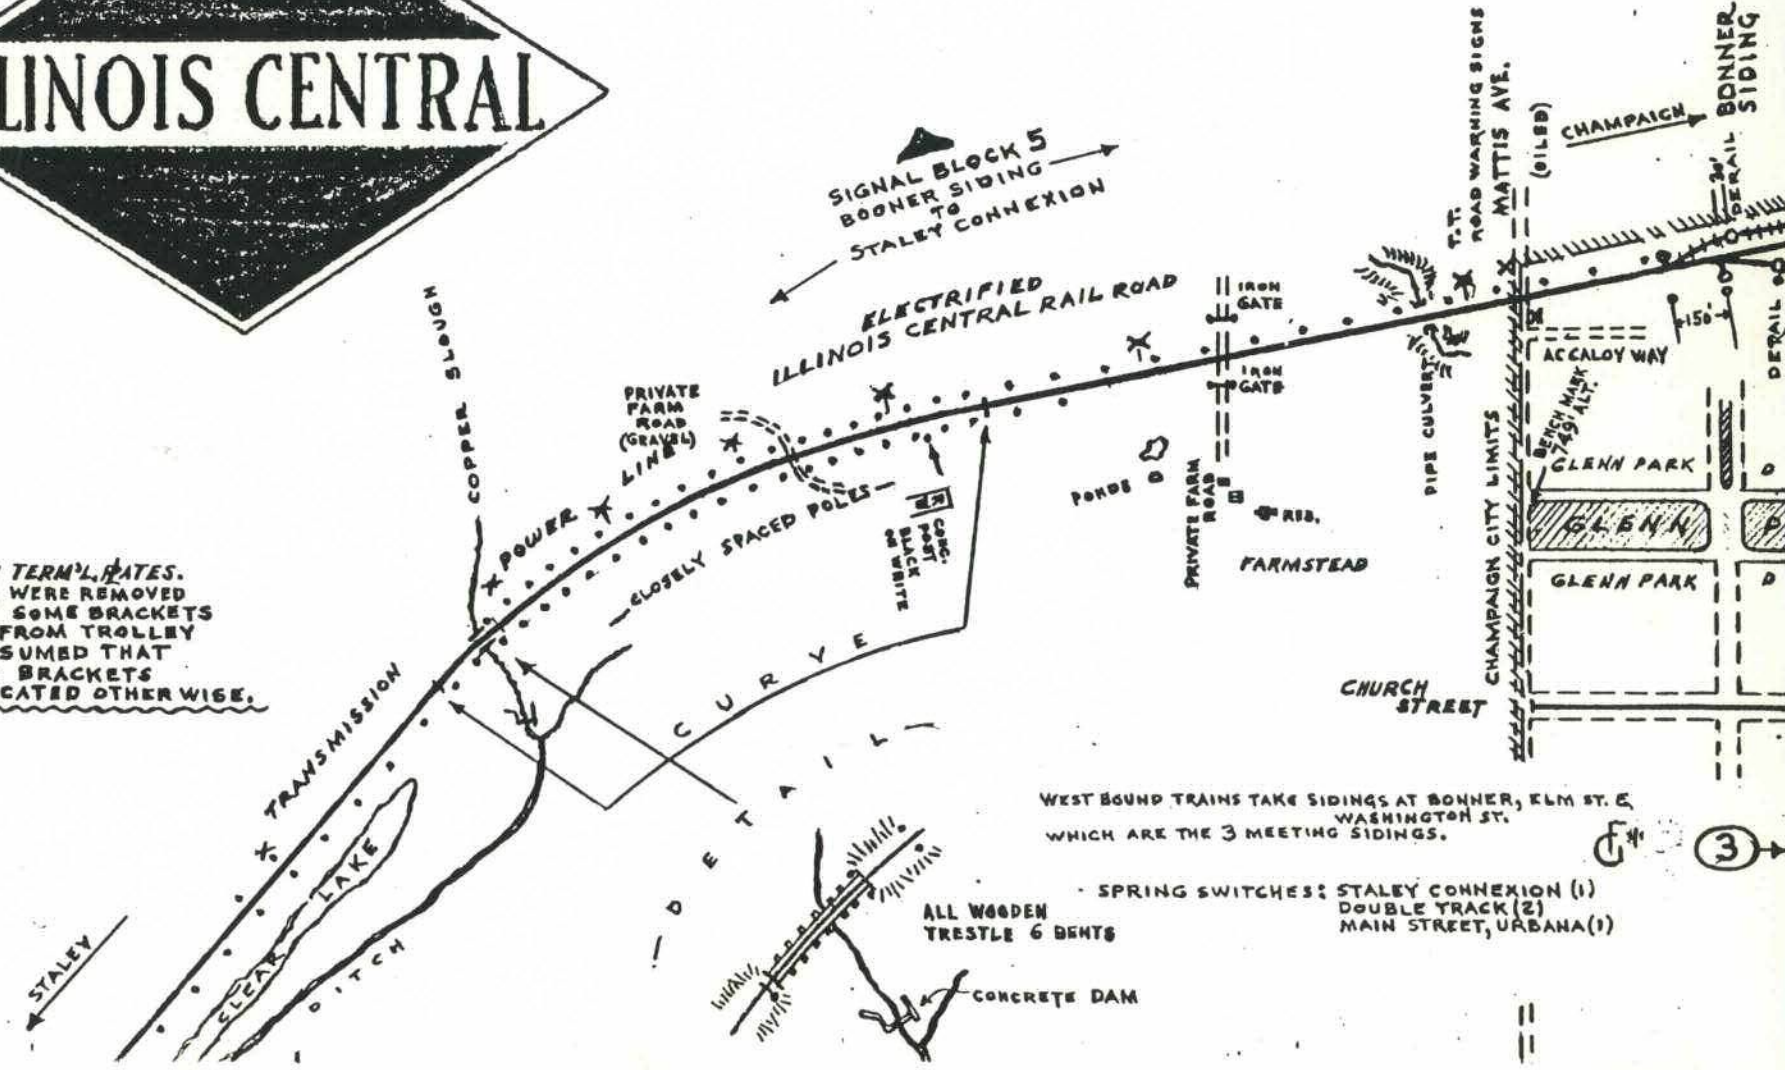 LINOIS CENTRAL
COPPER SLOUGH
SIGNAL BLOCK 5
BOONER SIDING
TO
STALEY CONNEXION
ELECTRIFIED
ILLINOIS CENTRAL RAIL ROAD
T.T.
ROAD WARNING SIGNS
MATTIS AVE.
(OILED)
CHAMPAIGN
DERAIL
BONNER
SIDING
IRON
GATE
IRON
GATE
ACCALOY WAY
150'
DERAIL
PRIVATE
FARM
ROAD
(GRAVEL)
POWER
LINE
CLOSELY SPACED POLES
CONC.
POST
BLACK
ON WHITE
PONDS
PRIVATE FARM
ROAD
RES.
FARMSTEAD
PIPE CULVERT
CHAMPAIGN CITY LIMITS
BENCH MARK
749' ALT.
GLENN PARK
GLENN
GLENN PARK
CHURCH
STREET
TERM'L RATES.
WERE REMOVED
SOME BRACKETS
FROM TROLLEY
SUMED THAT
BRACKETS
CATED OTHERWISE.
TRANSMISSION
CURVE
DETAIL
CLEAR LAKE
DITCH
STALEY
WEST BOUND TRAINS TAKE SIDINGS AT BONNER, ELM ST. &
WASHINGTON ST.
WHICH ARE THE 3 MEETING SIDINGS.
3
SPRING SWITCHES: STALEY CONNEXION (1)
DOUBLE TRACK (2)
MAIN STREET, URBANA (1)
ALL WOODEN
TRESTLE 6 BENTS
CONCRETE DAM